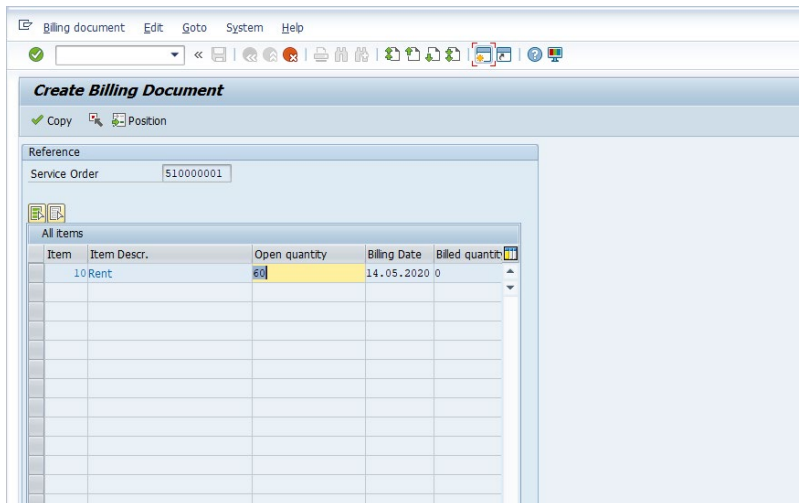 Billing document Edit Goto System Help
Create Billing Document
Copy Position
Reference
Service Order 510000001
All items
Item Item Descr. Open quantity Billing Date Billed quantit
10 Rent 60 14.05.2020 0